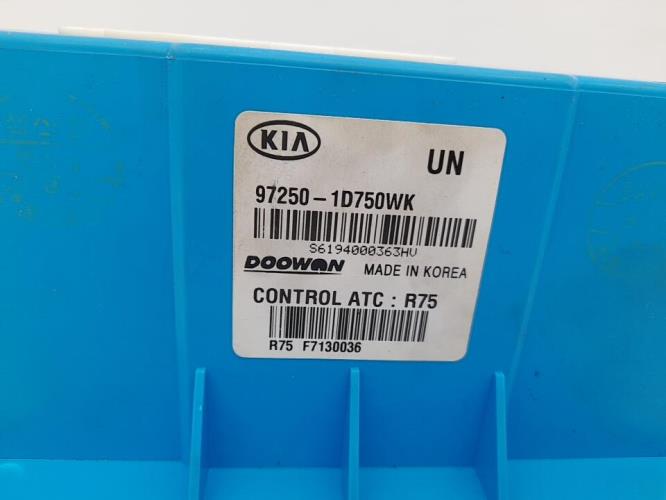 KIA
UN
97250-1D750WK
S6194000363HV
DOOWON MADE IN KOREA
CONTROL ATC : R75
R75 F7130036